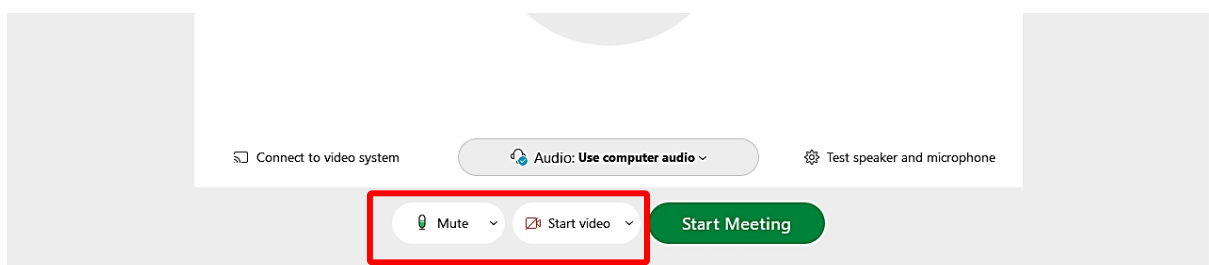 Connect to video system
Audio: Use computer audio
Test speaker and microphone
Mute
Start video
Start Meeting